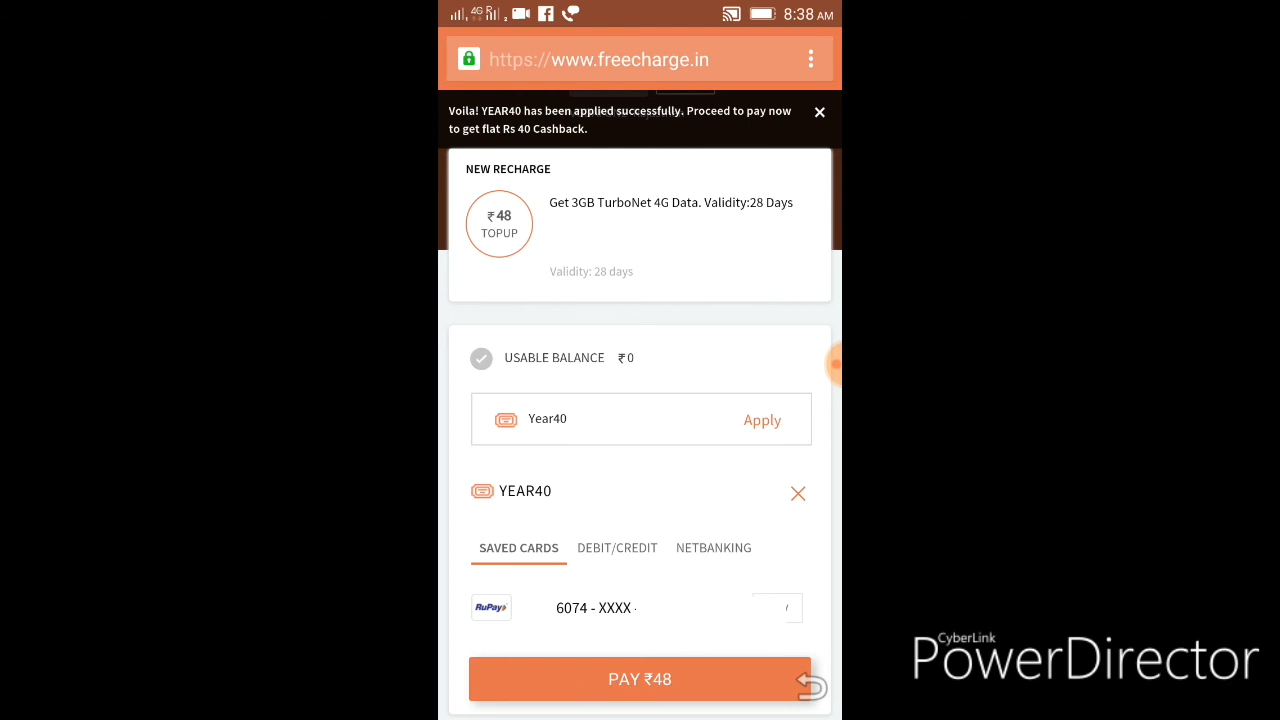 4G R
8:38 AM
https://www.freecharge.in
Voila! YEAR40 has been applied successfully. Proceed to pay now
to get flat Rs 40 Cashback.
NEW RECHARGE
₹48
TOPUP
Get 3GB TurboNet 4G Data. Validity:28 Days
Validity: 28 days
USABLE BALANCE ₹0
Year40 Apply
YEAR40
SAVED CARDS DEBIT/CREDIT NETBANKING
RuPay 6074 - XXXX -
PAY ₹48
CyberLink
PowerDirector